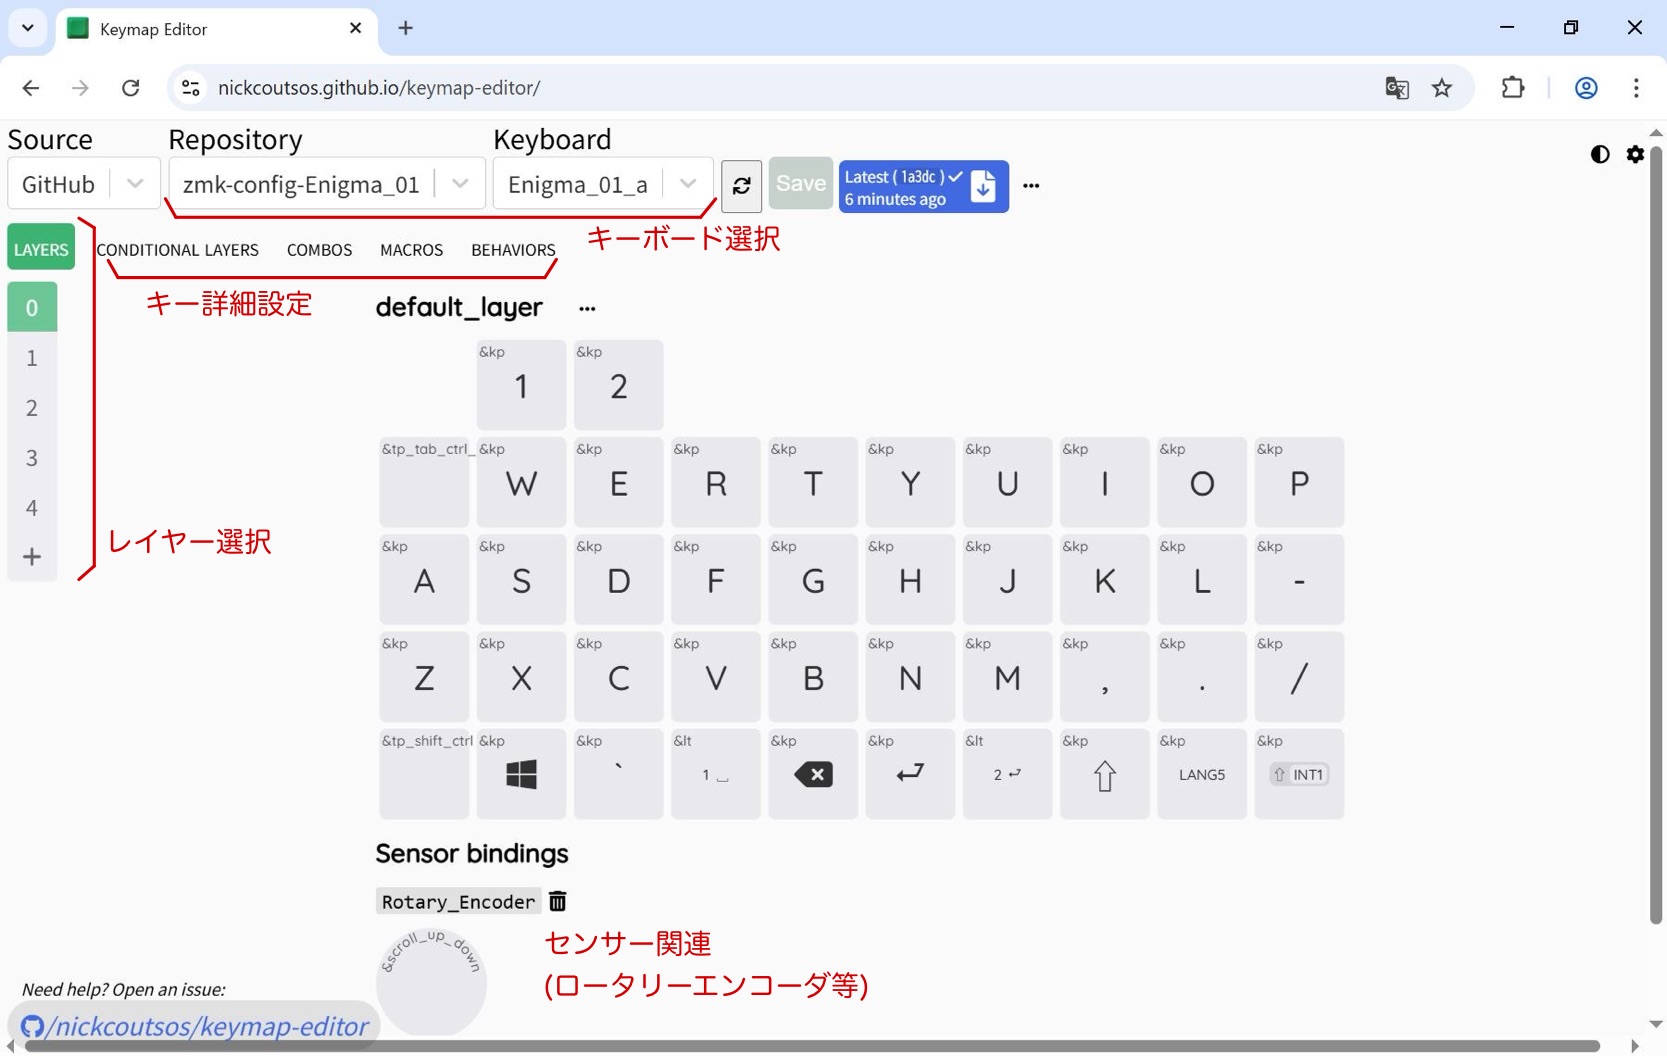 Keymap Editor
nickcoutsos.github.io/keymap-editor/
Source Repository Keyboard
GitHub zmk-config-Enigma_01 Enigma_01_a Save Latest ( 1a3dc ) ✓ 6 minutes ago ...
キーボード選択
LAYERS CONDITIONAL LAYERS COMBOS MACROS BEHAVIORS
キー詳細設定
0
1
2
3
4
+
レイヤー選択
default_layer ...
&kp &kp
1 2
&tp_tab_ctrl_ &kp &kp &kp &kp &kp &kp &kp &kp &kp
W E R T Y U I O P
&kp &kp &kp &kp &kp &kp &kp &kp &kp &kp
A S D F G H J K L -
&kp &kp &kp &kp &kp &kp &kp &kp &kp &kp
Z X C V B N M , . /
&tp_shift_ctrl &kp &kp &lt &kp &kp &lt &kp &kp &kp
` 1 ⎵ ⏎ 2 ⏎ ⇧ LANG5 ⇧ INT1
Sensor bindings
Rotary_Encoder
&scroll_up_down
センサー関連
(ロータリーエンコーダ等)
Need help? Open an issue:
/nickcoutsos/keymap-editor